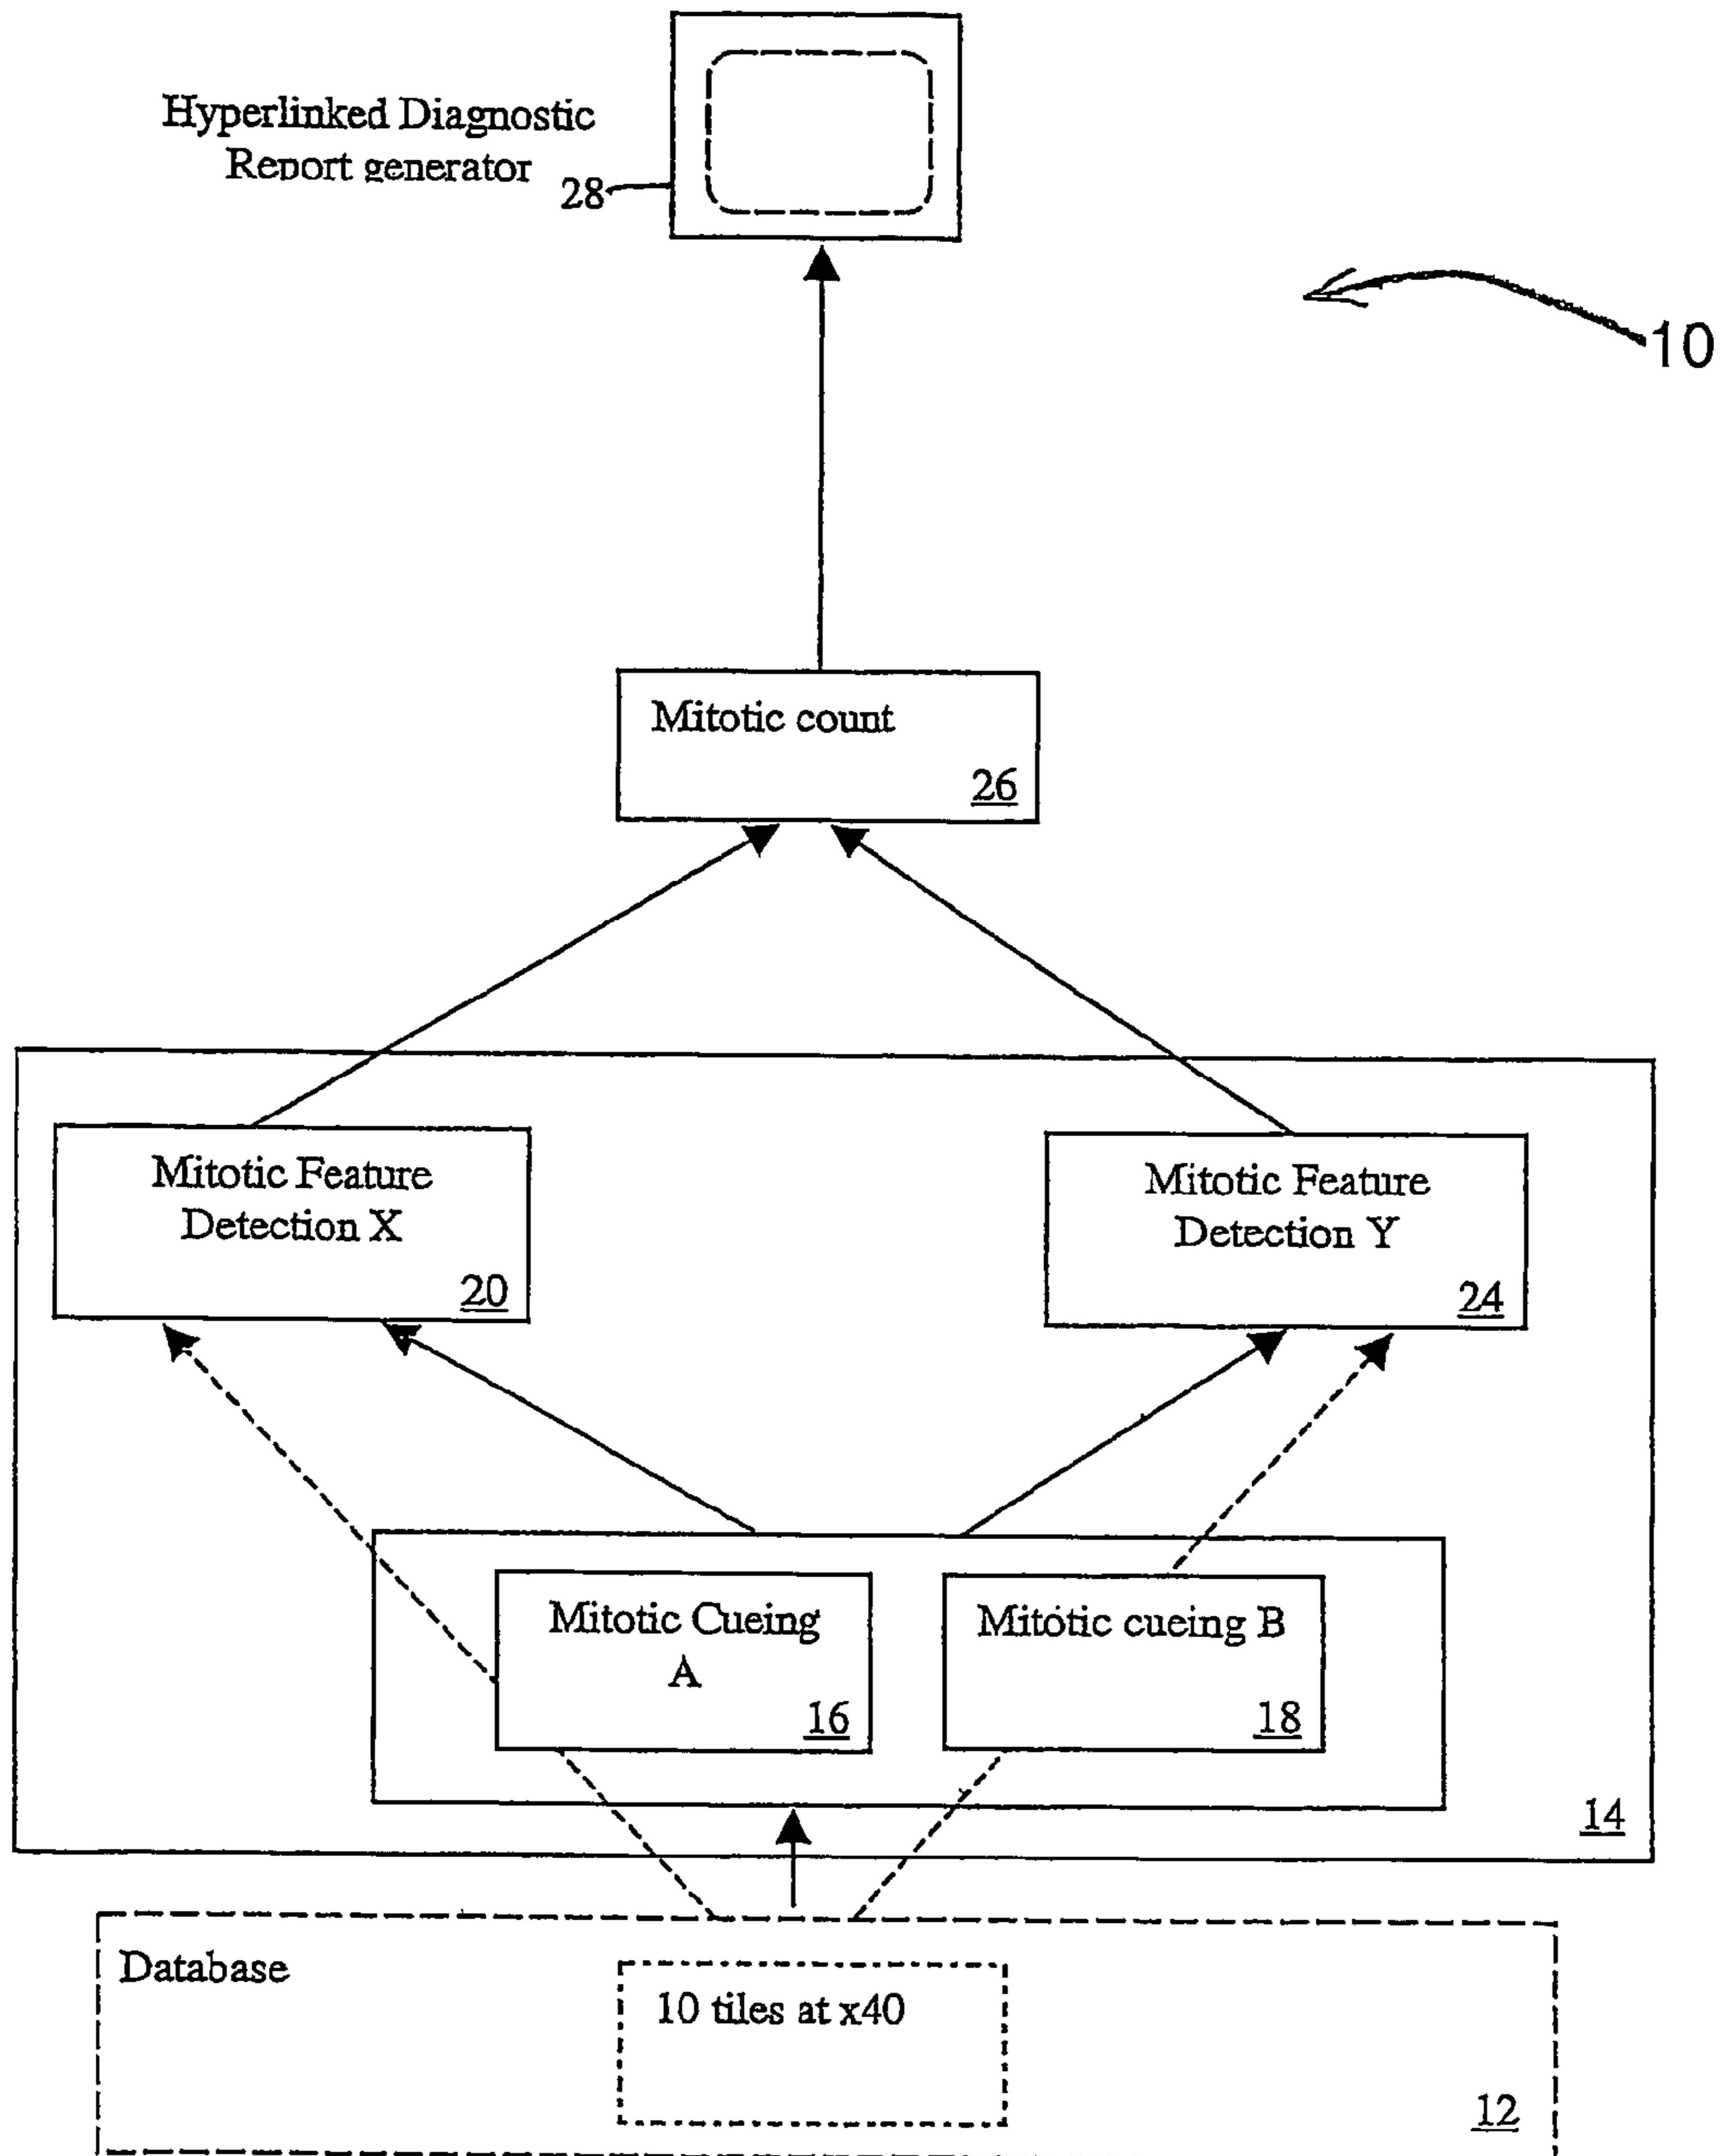 Hyperlinked Diagnostic
Report generator
28
10
Mitotic count
26
Mitotic Feature
Detection X
20
Mitotic Feature
Detection Y
24
Mitotic Cueing
A
16
Mitotic cueing B
18
14
Database
10 tiles at x40
12